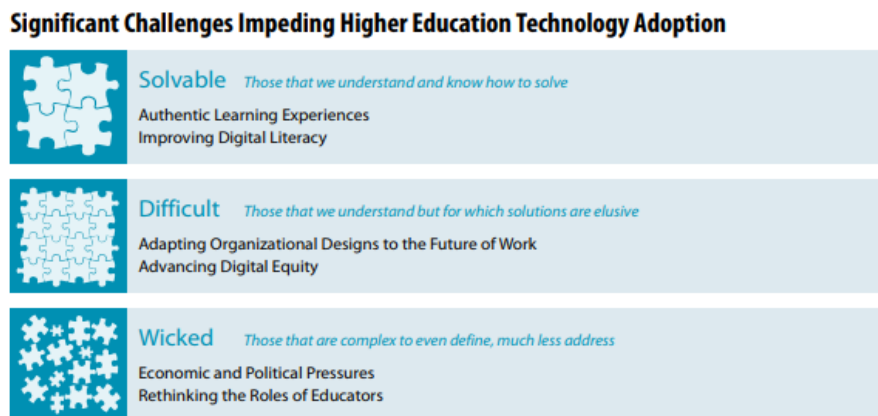 Significant Challenges Impeding Higher Education Technology Adoption
Solvable Those that we understand and know how to solve
Authentic Learning Experiences
Improving Digital Literacy
Difficult Those that we understand but for which solutions are elusive
Adapting Organizational Designs to the Future of Work
Advancing Digital Equity
Wicked Those that are complex to even define, much less address
Economic and Political Pressures
Rethinking the Roles of Educators